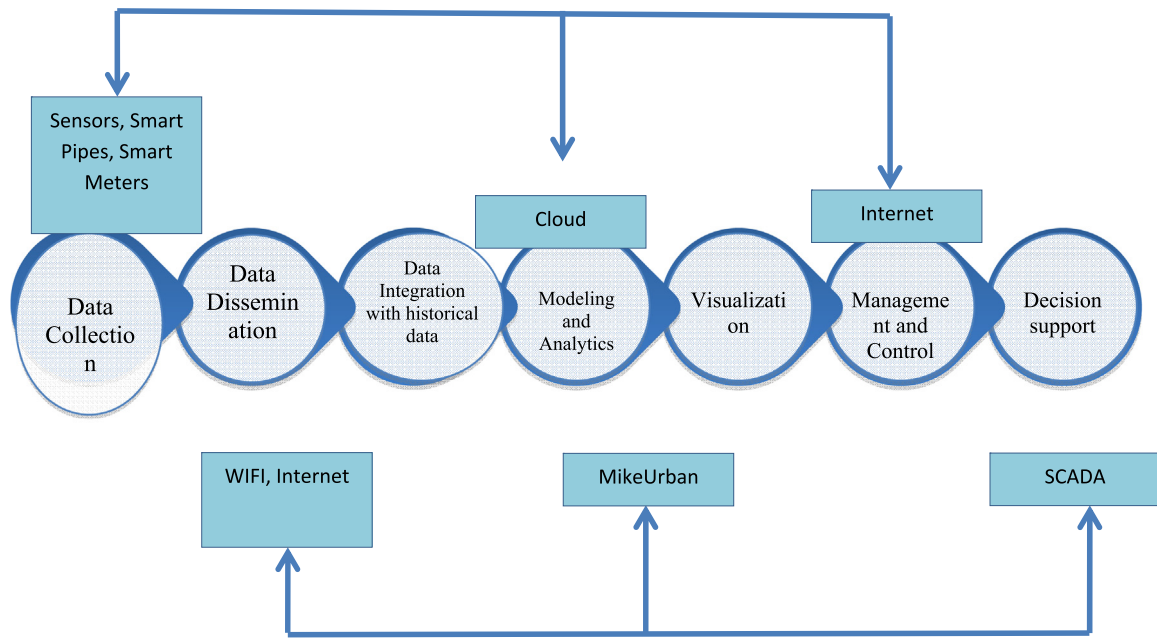 Sensors, Smart
Pipes, Smart
Meters
Cloud
Internet
Data
Collectio
n
Data
Dissemin
ation
Data
Integration
with historical
data
Modeling
and
Analytics
Visualizati
on
Manageme
nt and
Control
Decision
support
WIFI, Internet
MikeUrban
SCADA